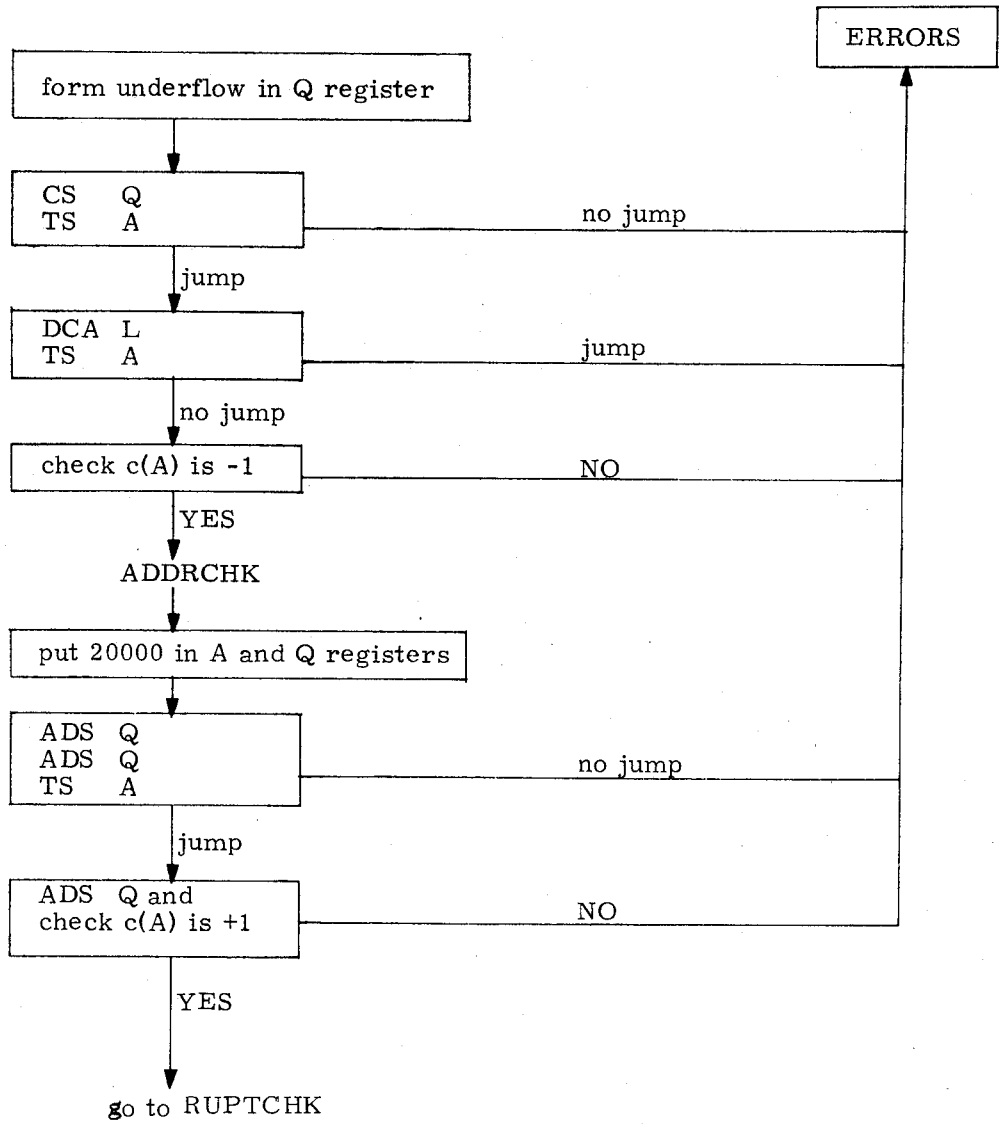 ERRORS
form underflow in Q register
CS Q
TS A
no jump
jump
DCA L
TS A
jump
no jump
check c(A) is -1
NO
YES
ADDRCHK
put 20000 in A and Q registers
ADS Q
ADS Q
TS A
no jump
jump
ADS Q and
check c(A) is +1
NO
YES
go to RUPTCHK